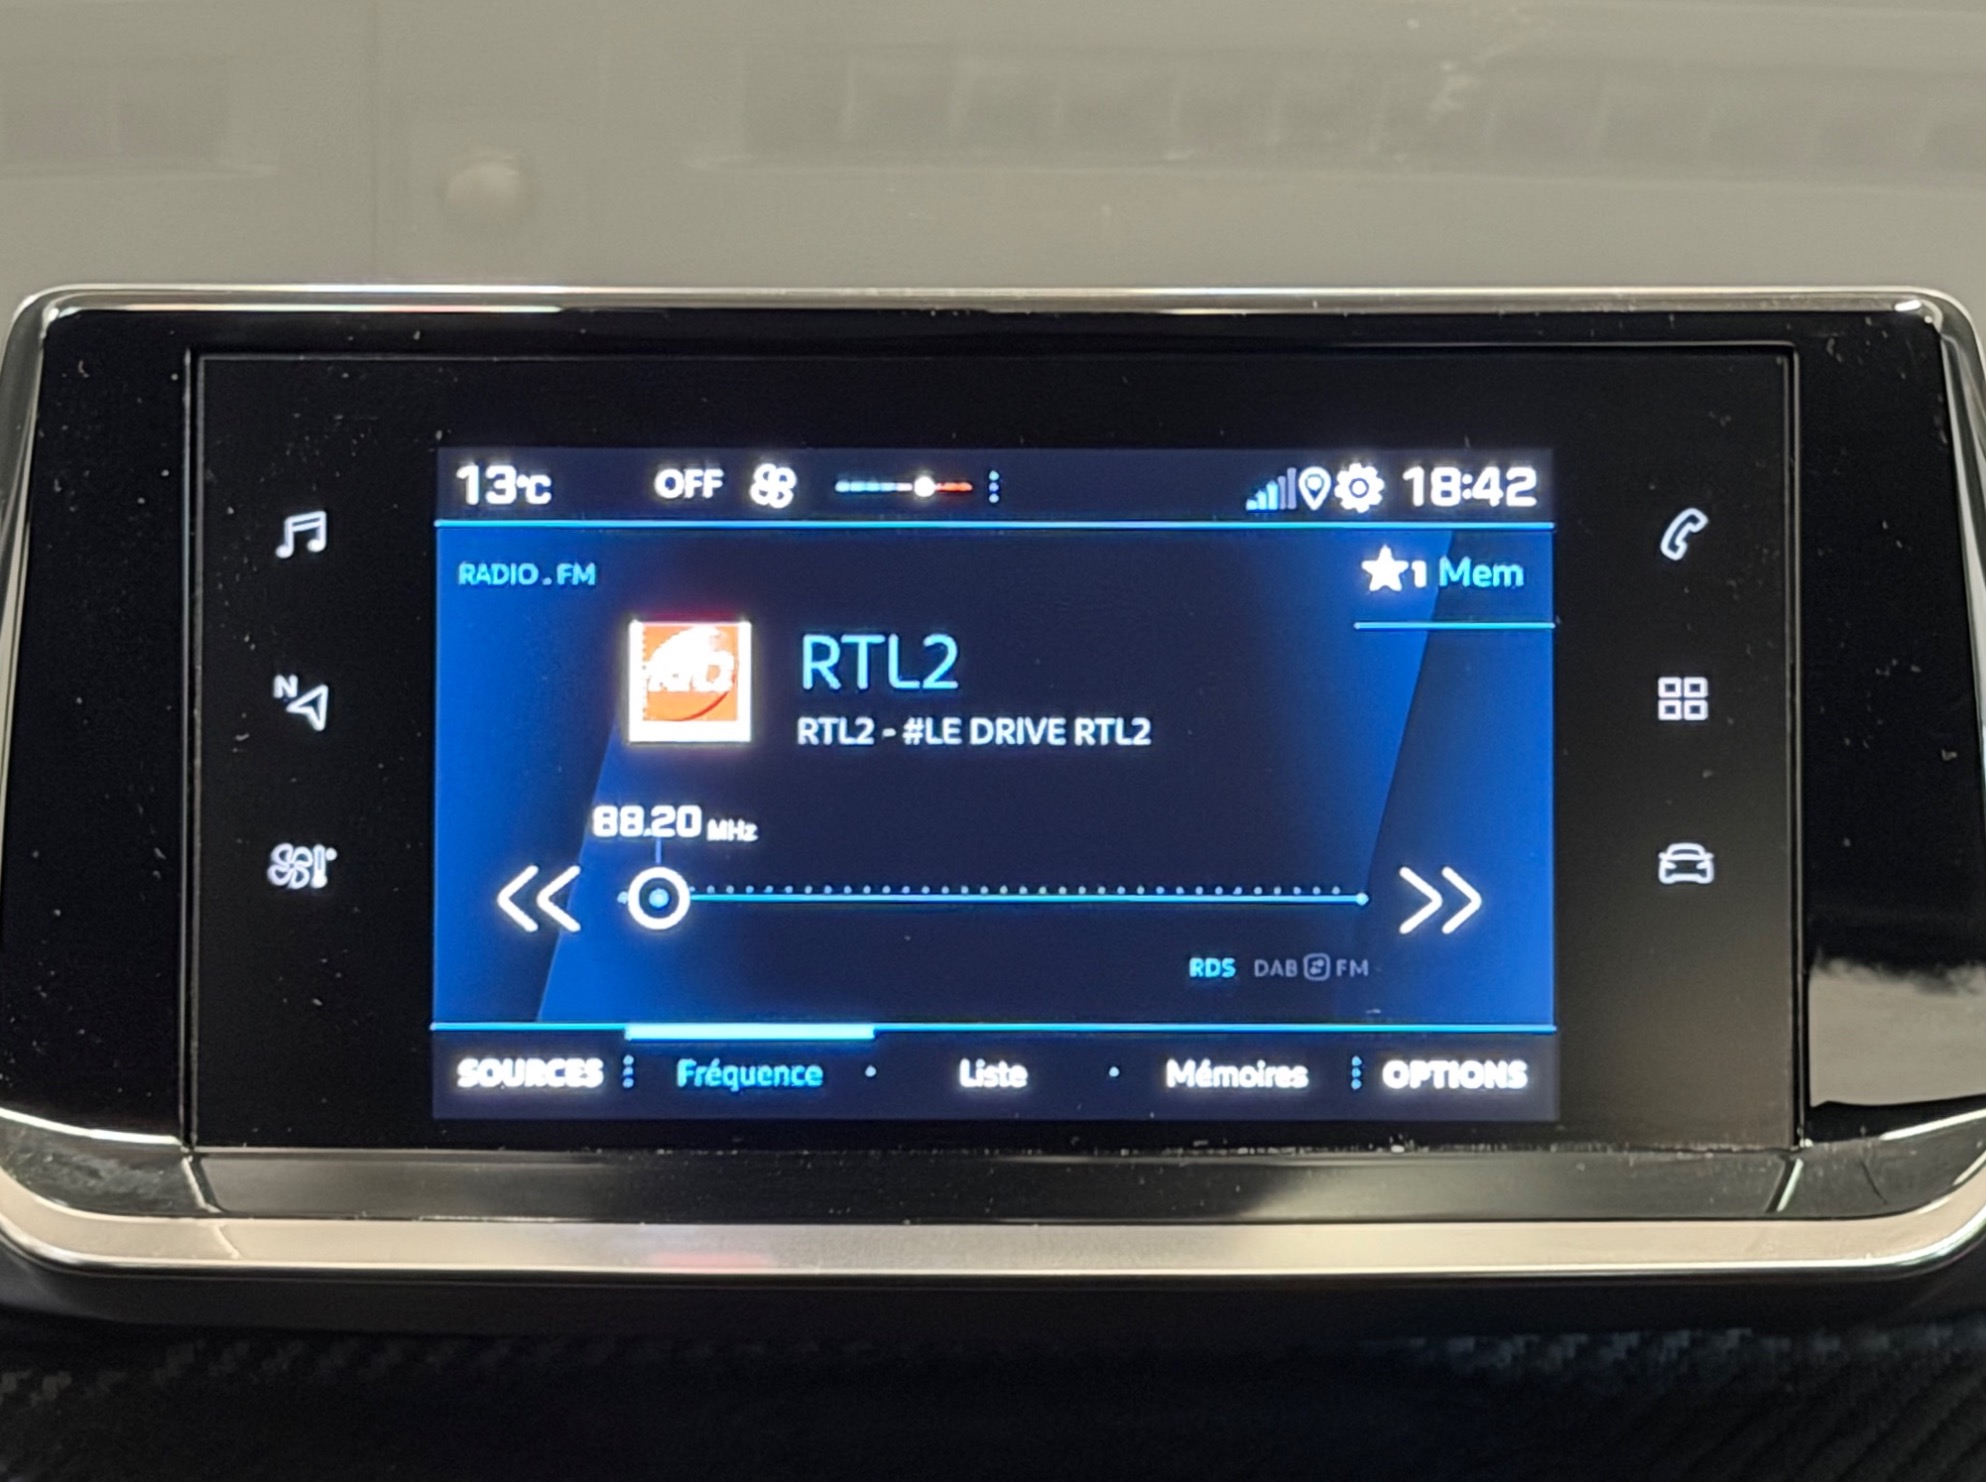 13°C OFF 18:42
RADIO.FM
1 Mem
RTL2
RTL2 - #LE DRIVE RTL2
88.20 MHz
N
RDS DAB FM
SOURCES Fréquence Liste Mémoires OPTIONS